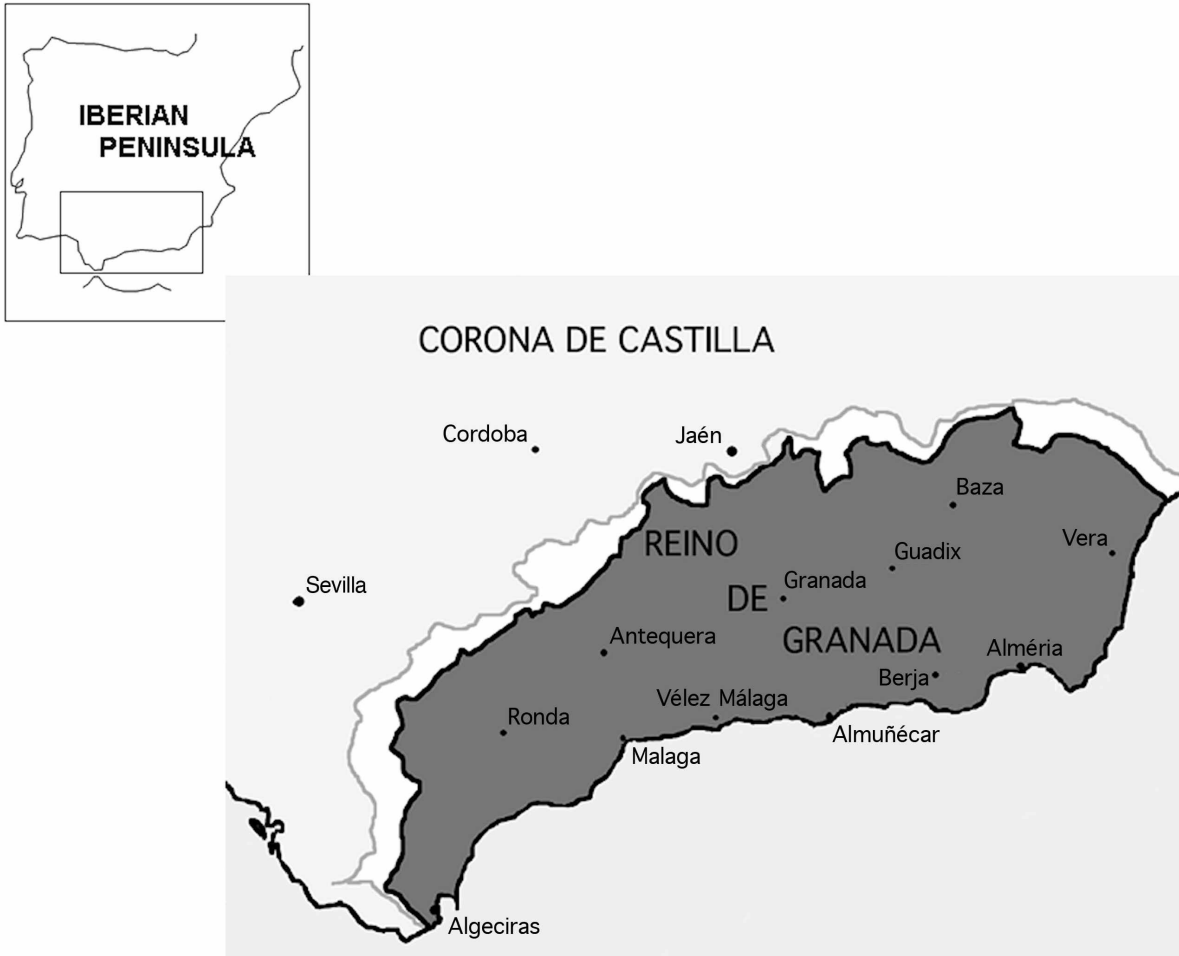 IBERIAN
PENINSULA
CORONA DE CASTILLA
Cordoba
Jaén
Baza
REINO
Vera
Guadix
Sevilla
DE
Granada
Antequera
GRANADA
Alméria
Berja
Vélez Málaga
Ronda
Almuñécar
Malaga
Algeciras